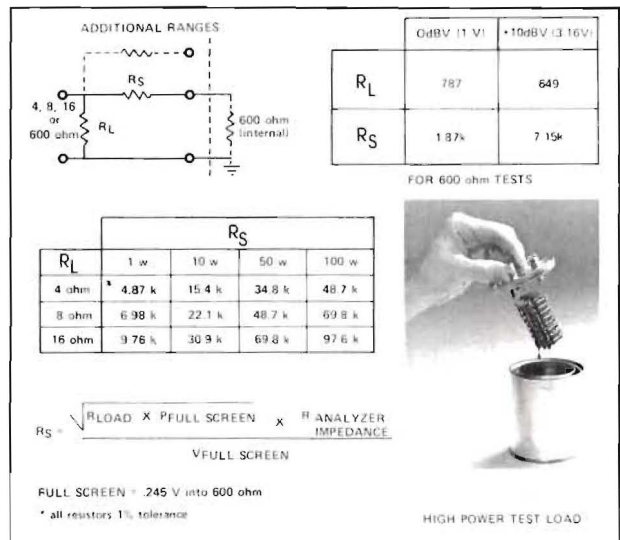 ADDITIONAL RANGES
RS
4, 8, 16
or
600 ohm
RL
600 ohm
(internal)
0dBV (1 V) +10dBV (3.16V)
RL 787 649
RS 1.87k 7.15k
FOR 600 ohm TESTS
RS
RL 1 w 10 w 50 w 100 w
4 ohm * 4.87 k 15.4 k 34.8 k 48.7 k
8 ohm 6.98 k 22.1 k 48.7 k 69.8 k
16 ohm 9.76 k 30.9 k 69.8 k 97.6 k
RS = √RLOAD X PFULL SCREEN X R ANALYZER IMPEDANCE
VFULL SCREEN
FULL SCREEN = .245 V into 600 ohm
* all resistors 1% tolerance
HIGH POWER TEST LOAD